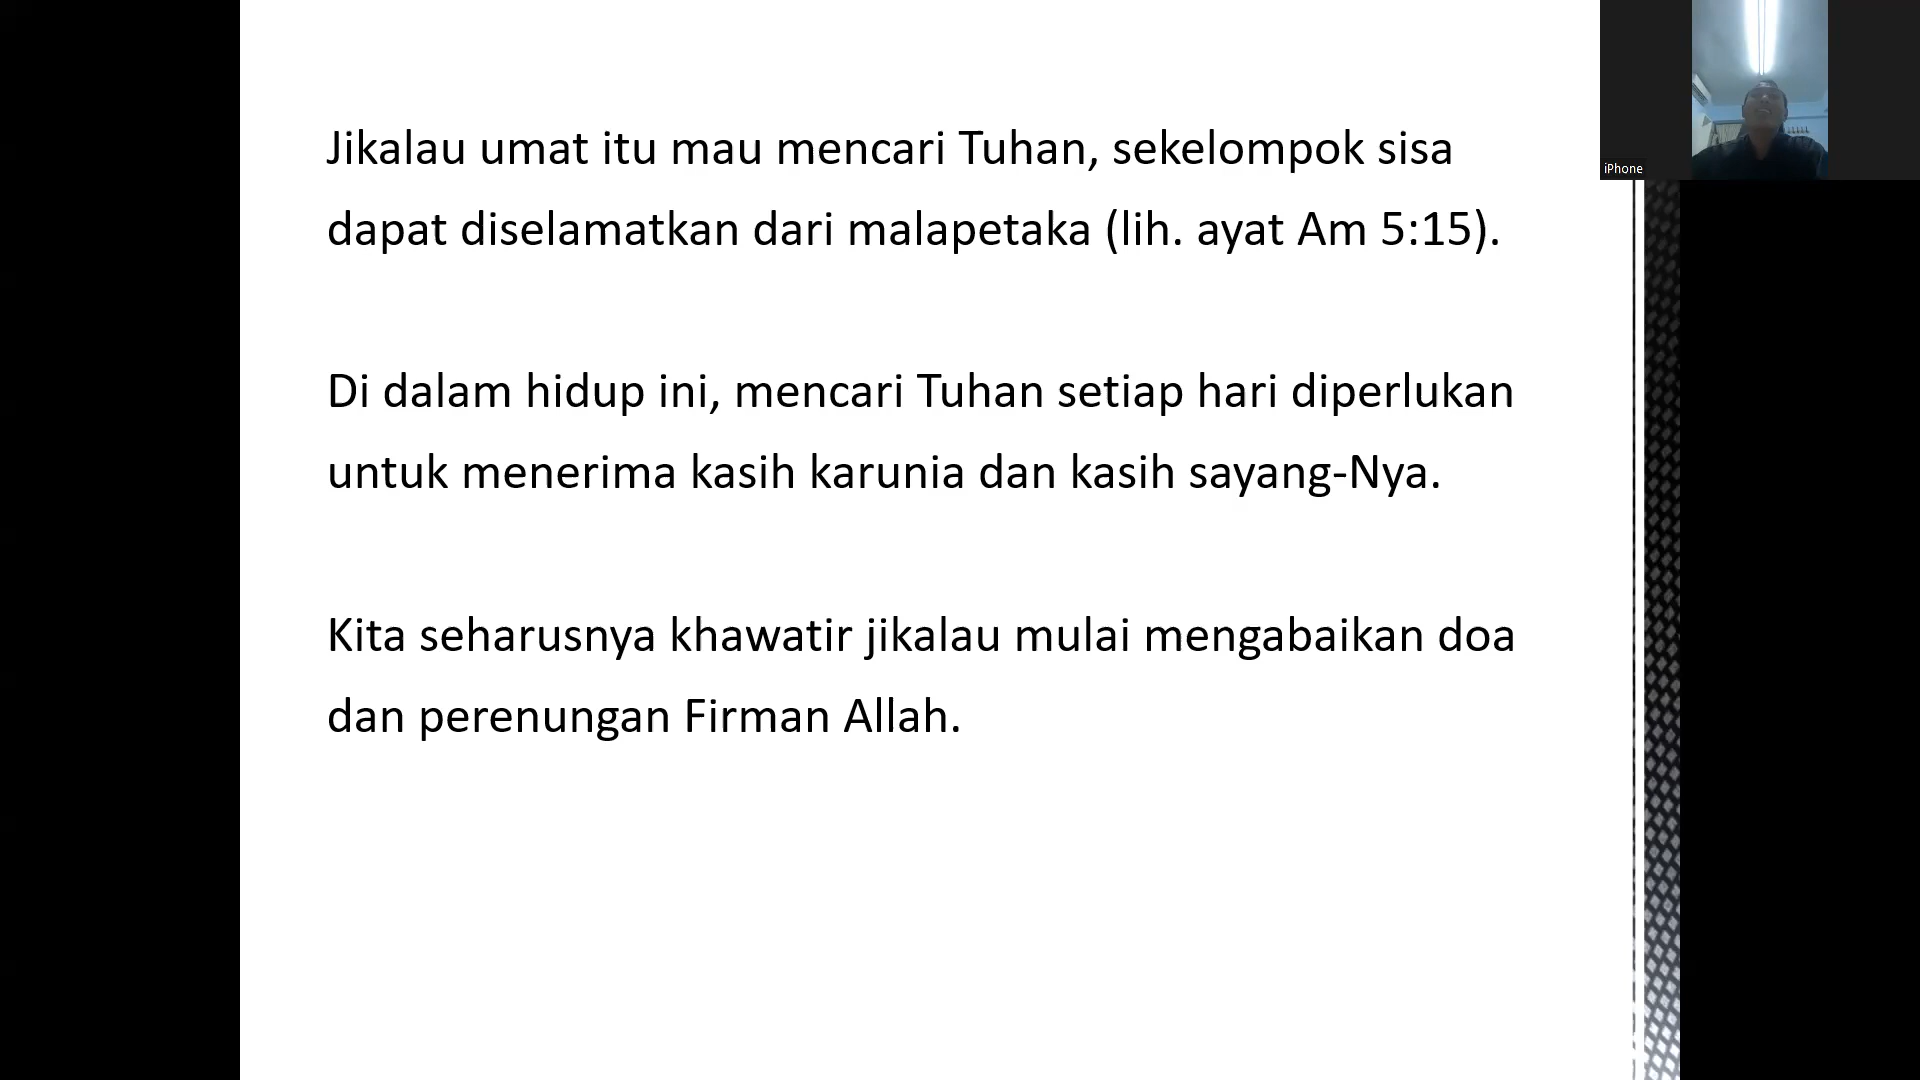 Jikalau umat itu mau mencari Tuhan, sekelompok sisa
dapat diselamatkan dari malapetaka (lih. ayat Am 5:15).
Di dalam hidup ini, mencari Tuhan setiap hari diperlukan
untuk menerima kasih karunia dan kasih sayang-Nya.
Kita seharusnya khawatir jikalau mulai mengabaikan doa
dan perenungan Firman Allah.
iPhone